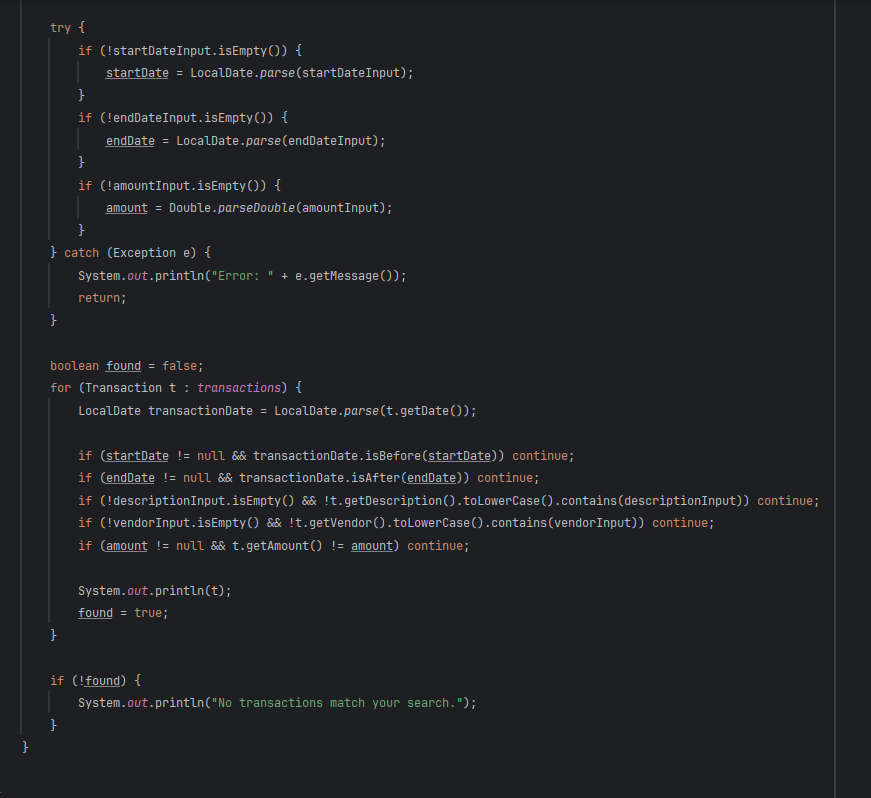 try {
    if (!startDateInput.isEmpty()) {
        startDate = LocalDate.parse(startDateInput);
    }
    if (!endDateInput.isEmpty()) {
        endDate = LocalDate.parse(endDateInput);
    }
    if (!amountInput.isEmpty()) {
        amount = Double.parseDouble(amountInput);
    }
} catch (Exception e) {
    System.out.println("Error: " + e.getMessage());
    return;
}

boolean found = false;
for (Transaction t : transactions) {
    LocalDate transactionDate = LocalDate.parse(t.getDate());

    if (startDate != null && transactionDate.isBefore(startDate)) continue;
    if (endDate != null && transactionDate.isAfter(endDate)) continue;
    if (!descriptionInput.isEmpty() && !t.getDescription().toLowerCase().contains(descriptionInput)) continue;
    if (!vendorInput.isEmpty() && !t.getVendor().toLowerCase().contains(vendorInput)) continue;
    if (amount != null && t.getAmount() != amount) continue;

    System.out.println(t);
    found = true;
}

if (!found) {
    System.out.println("No transactions match your search.");
}
}